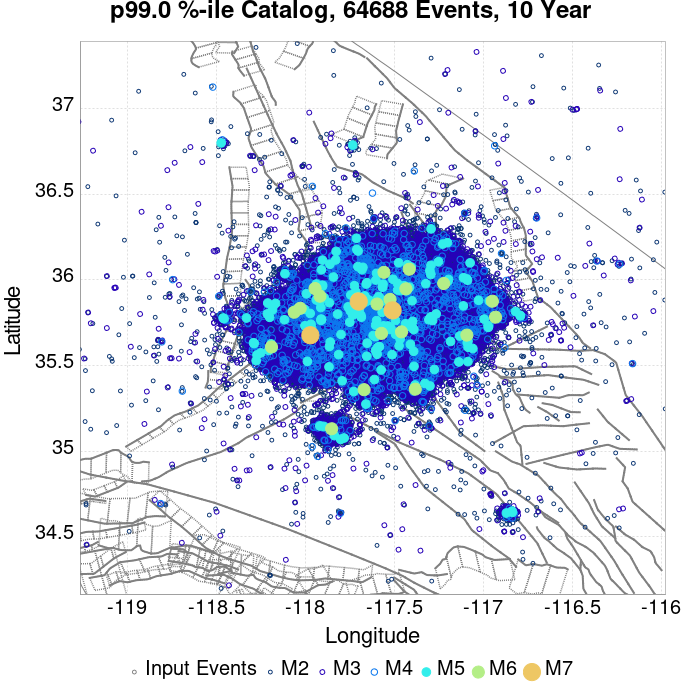 p99.0 %-ile Catalog, 64688 Events, 10 Year
37
36.5
36
35.5
35
34.5
Latitude
-119 -118.5 -118 -117.5 -117 -116.5 -116
Longitude
Input Events M2 M3 M4 M5 M6 M7